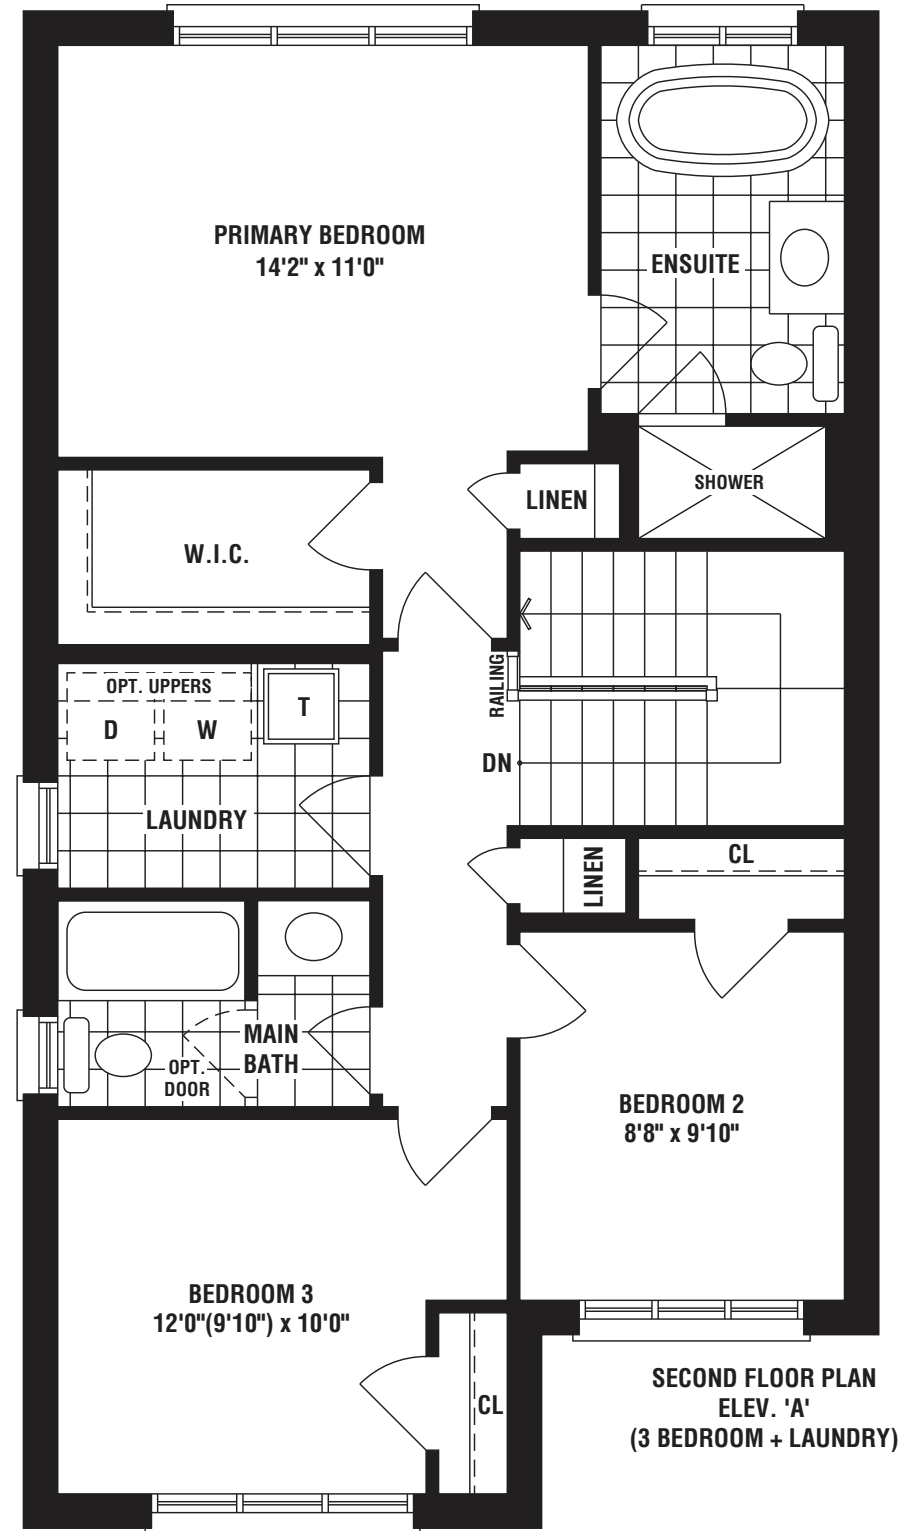 PRIMARY BEDROOM
14'2" x 11'0"
ENSUITE
SHOWER
LINEN
W.I.C.
OPT. UPPERS
D
W
T
RAILING
DN
LAUNDRY
LINEN
CL
MAIN
BATH
OPT.
DOOR
BEDROOM 2
8'8" x 9'10"
BEDROOM 3
12'0"(9'10") x 10'0"
CL
SECOND FLOOR PLAN
ELEV. 'A'
(3 BEDROOM + LAUNDRY)